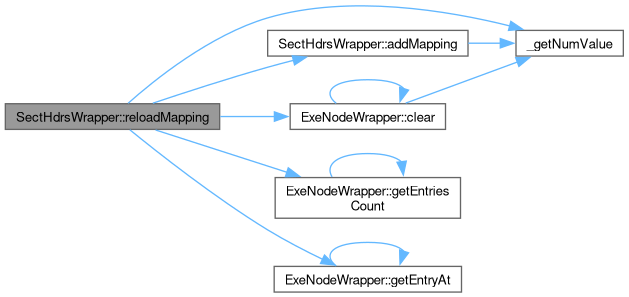 SectHdrsWrapper::addMapping
_getNumValue
SectHdrsWrapper::reloadMapping
ExeNodeWrapper::clear
ExeNodeWrapper::getEntries
Count
ExeNodeWrapper::getEntryAt